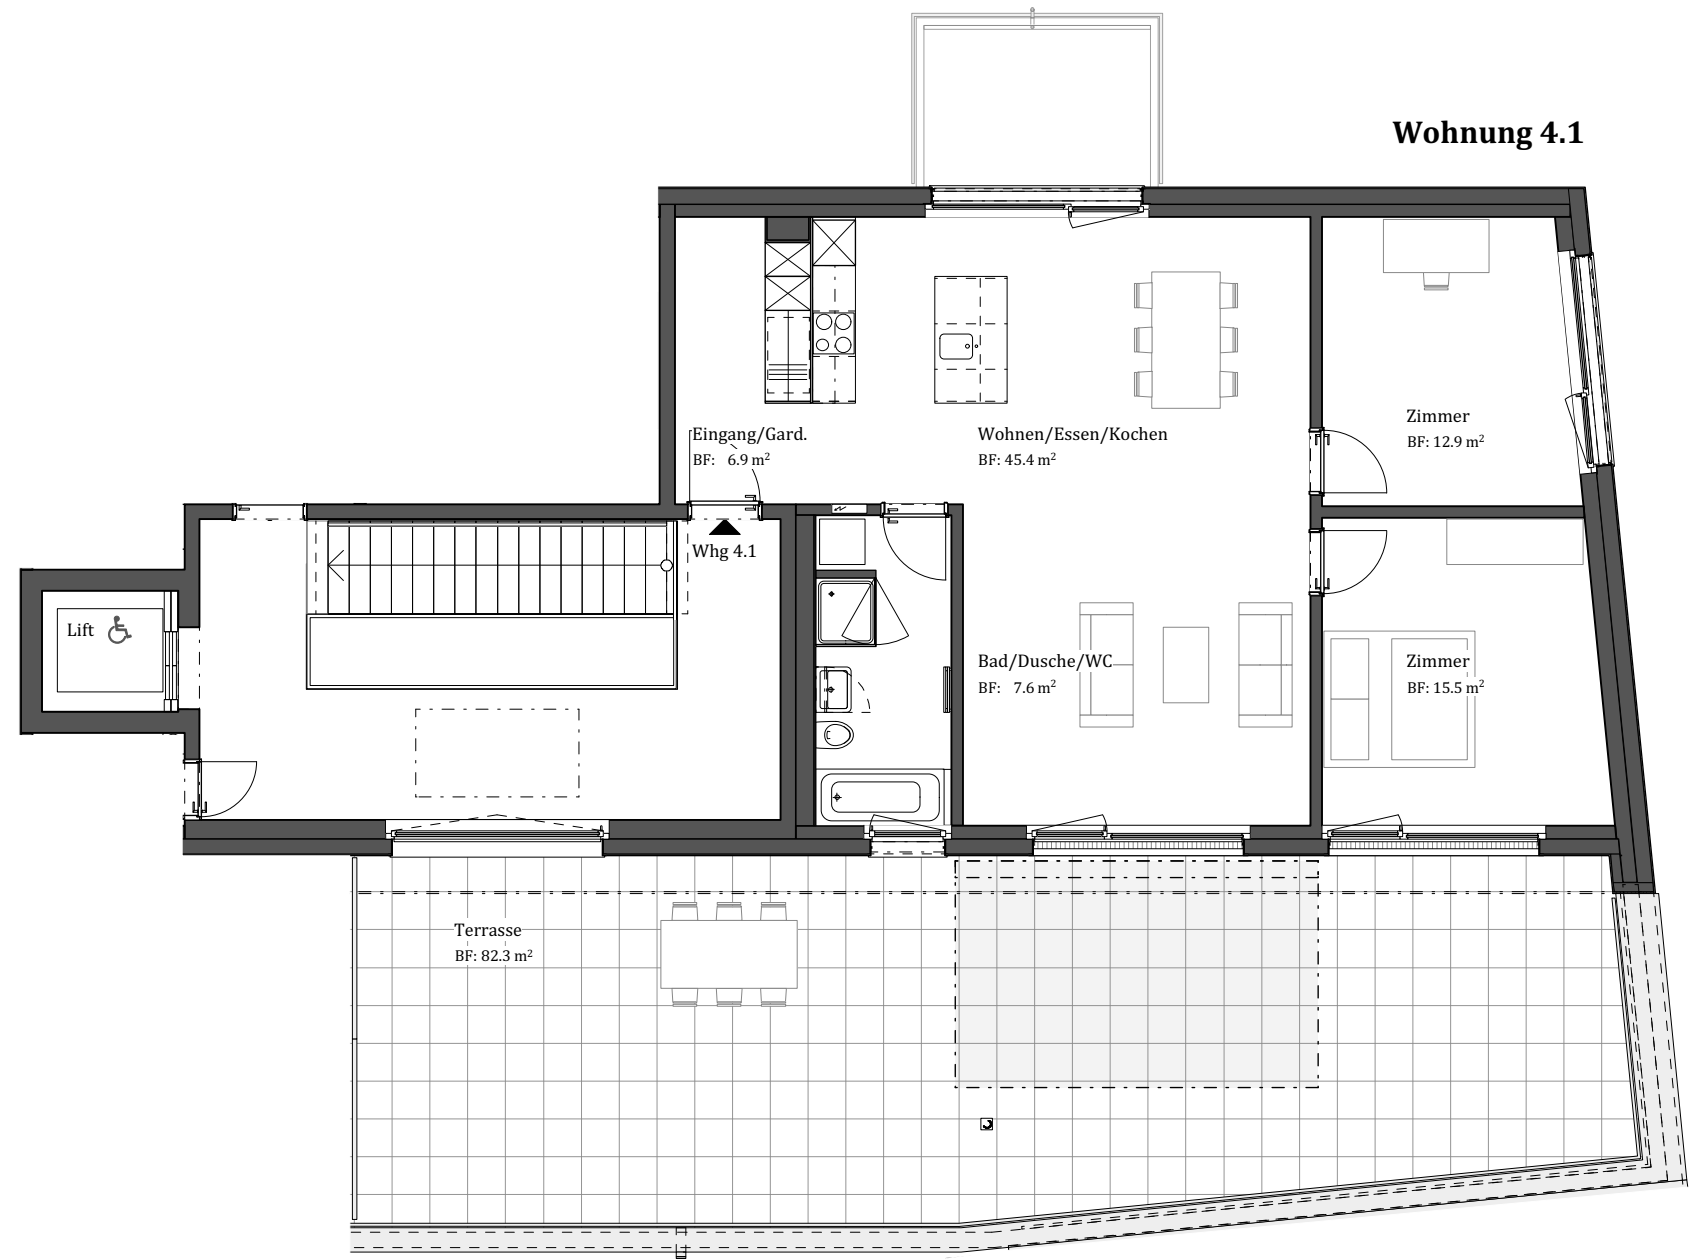 Wohnung 4.1
Eingang/Gard.
BF: 6.9 m²
Wohnen/Essen/Kochen
BF: 45.4 m²
Zimmer
BF: 12.9 m²
Whg 4.1
Lift
Bad/Dusche/WC
BF: 7.6 m²
Zimmer
BF: 15.5 m²
Terrasse
BF: 82.3 m²